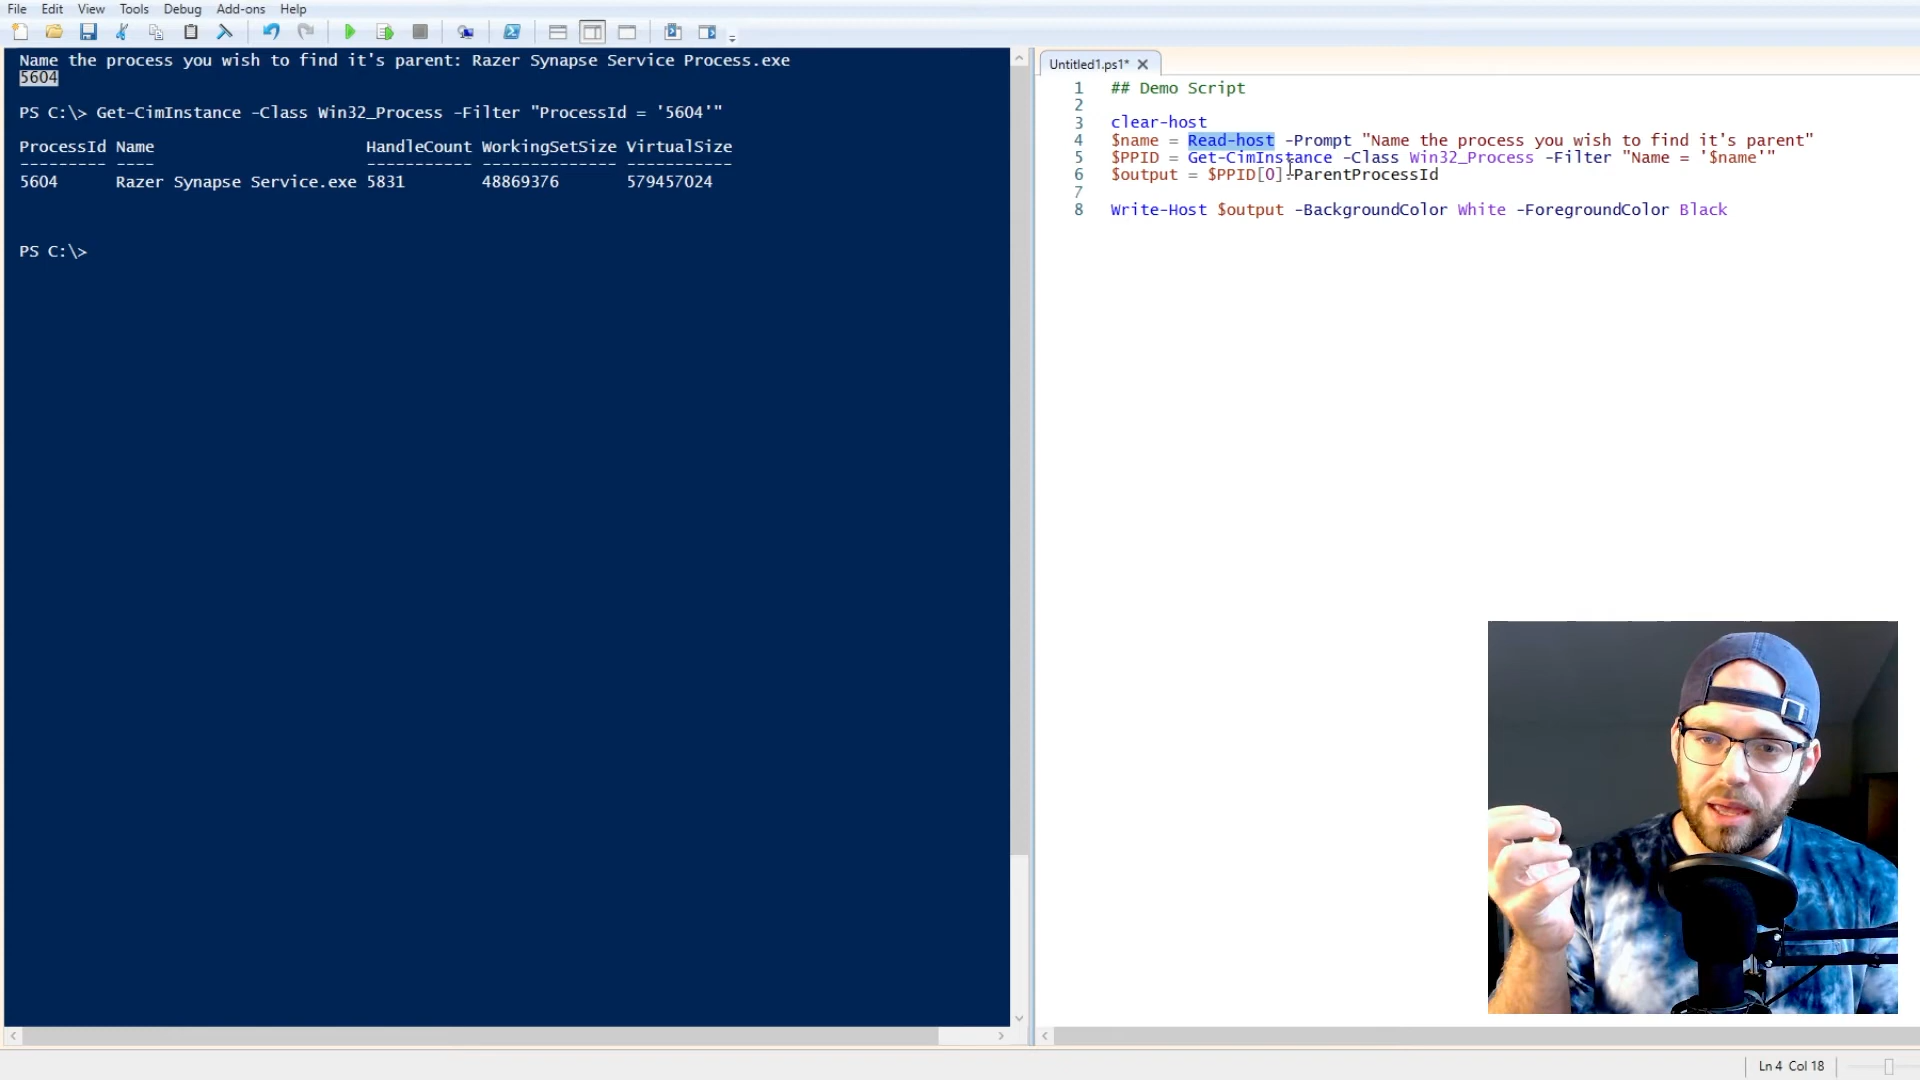 File Edit View Tools Debug Add-ons Help
Name the process you wish to find it's parent: Razer Synapse Service Process.exe
5604
PS C:\> Get-CimInstance -Class Win32_Process -Filter "ProcessId = '5604'"
ProcessId Name HandleCount WorkingSetSize VirtualSize
--------- ---- ----------- -------------- -----------
5604 Razer Synapse Service.exe 5831 48869376 579457024
PS C:\>
Untitled1.ps1*
1 ## Demo Script
2
3 clear-host
4 $name = Read-host -Prompt "Name the process you wish to find it's parent"
5 $PPID = Get-CimInstance -Class Win32_Process -Filter "Name = '$name'"
6 $output = $PPID[0].ParentProcessId
7
8 Write-Host $output -BackgroundColor White -ForegroundColor Black
Ln 4 Col 18